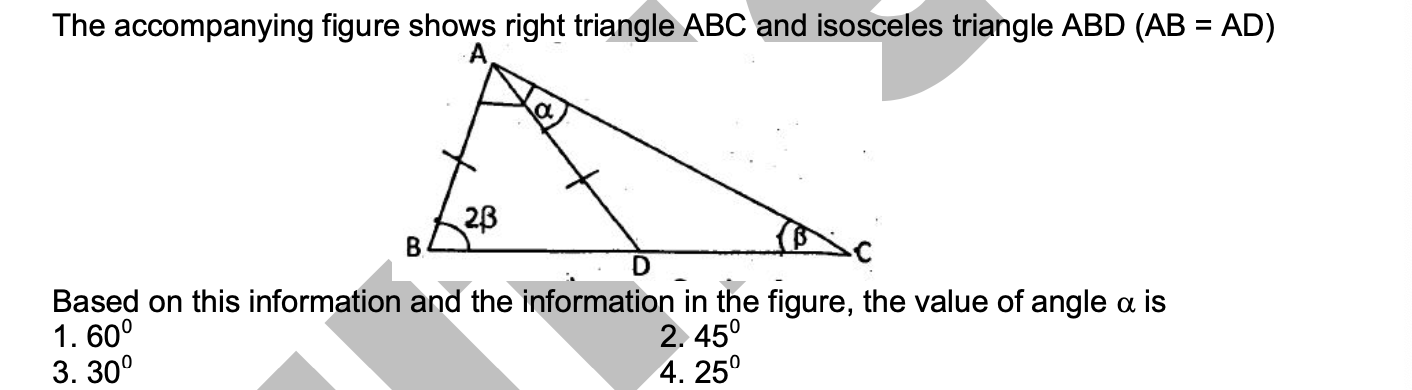 The accompanying figure shows right triangle ABC and isosceles triangle ABD (AB = AD)
A
α
2β
B
β
C
D
Based on this information and the information in the figure, the value of angle α is
1. 60⁰
2. 45⁰
3. 30⁰
4. 25⁰